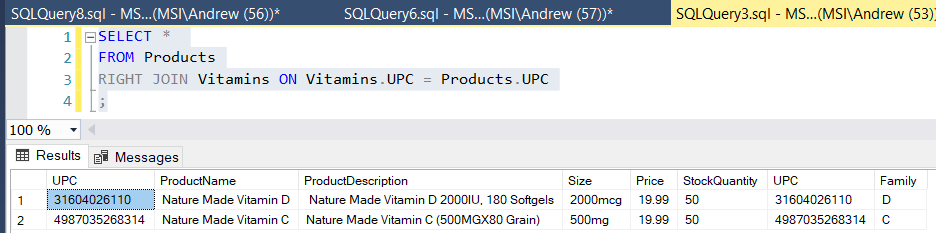 SQLQuery8.sql - MS...(MSI\Andrew (56))* SQLQuery6.sql - MS...(MSI\Andrew (57))* SQLQuery3.sql - MS...(MSI\Andrew (53))
1 SELECT *
2 FROM Products
3 RIGHT JOIN Vitamins ON Vitamins.UPC = Products.UPC
4 ;
100 %
Results Messages
UPC ProductName ProductDescription Size Price StockQuantity UPC Family
1 31604026110 Nature Made Vitamin D Nature Made Vitamin D 2000IU, 180 Softgels 2000mcg 19.99 50 31604026110 D
2 4987035268314 Nature Made Vitamin C Nature Made Vitamin C (500MGX80 Grain) 500mg 19.99 50 4987035268314 C